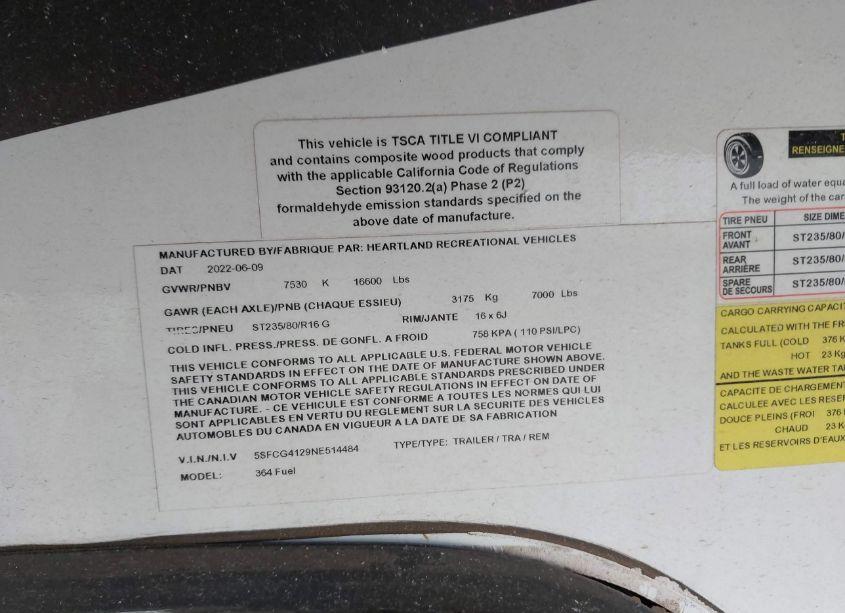 This vehicle is TSCA TITLE VI COMPLIANT
and contains composite wood products that comply
with the applicable California Code of Regulations
Section 93120.2(a) Phase 2 (P2)
formaldehyde emission standards specified on the
above date of manufacture.
MANUFACTURED BY/FABRIQUE PAR: HEARTLAND RECREATIONAL VEHICLES
DAT 2022-06-09
GVWR/PNBV 7530 K 16600 Lbs
GAWR (EACH AXLE)/PNB (CHAQUE ESSIEU) 3175 Kg 7000 Lbs
TIRES/PNEU ST235/80/R16 G RIM/JANTE 16 x 6J
COLD INFL. PRESS./PRESS. DE GONFL. A FROID 758 KPA ( 110 PSI/LPC)
THIS VEHICLE CONFORMS TO ALL APPLICABLE U.S. FEDERAL MOTOR VEHICLE
SAFETY STANDARDS IN EFFECT ON THE DATE OF MANUFACTURE SHOWN ABOVE.
THIS VEHICLE CONFORMS TO ALL APPLICABLE STANDARDS PRESCRIBED UNDER
THE CANADIAN MOTOR VEHICLE SAFETY REGULATIONS IN EFFECT ON DATE OF
MANUFACTURE. - CE VEHICULE EST CONFORME A TOUTES LES NORMES QUI LUI
SONT APPLICABLES EN VERTU DU REGLEMENT SUR LA SECURITE DES VEHICLES
AUTOMOBILES DU CANADA EN VIGUEUR A LA DATE DE SA FABRICATION
V.I.N./N.I.V 5SFCG4129NE514484 TYPE/TYPE: TRAILER / TRA / REM
MODEL: 364 Fuel
T
RENSEIGNE
A full load of water equa
The weight of the car
TIRE PNEU SIZE DIME
FRONT
AVANT ST235/80/
REAR
ARRIÈRE ST235/80/
SPARE
DE SECOURS ST235/80/
CARGO CARRYING CAPACIT
CALCULATED WITH THE FR
TANKS FULL (COLD 376 K
HOT 23 Kg
AND THE WASTE WATER TA
CAPACITE DE CHARGEMENT
CALCULEE AVEC LES RESER
DOUCE PLEINS (FROI 376
CHAUD 23 K
ET LES RESERVOIRS D'EAUX